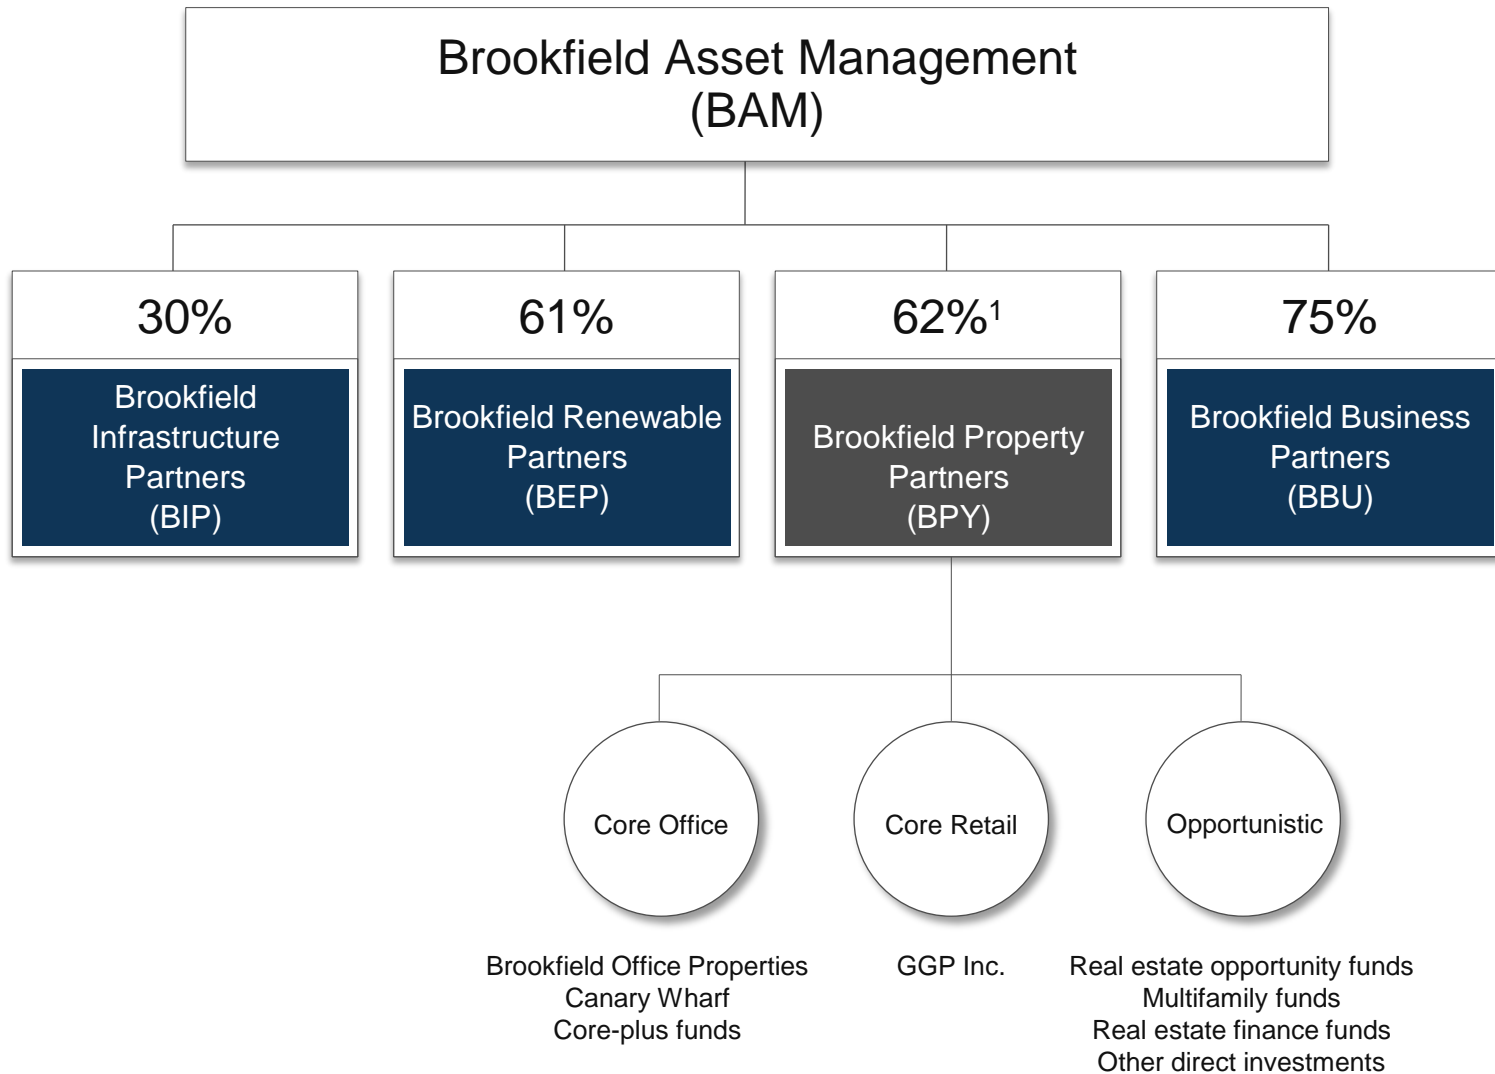 Brookfield Asset Management
(BAM)
30%
61%
62%¹
75%
Brookfield
Infrastructure
Partners
(BIP)
Brookfield Renewable
Partners
(BEP)
Brookfield Property
Partners
(BPY)
Brookfield Business
Partners
(BBU)
Core Office
Core Retail
Opportunistic
Brookfield Office Properties
Canary Wharf
Core-plus funds
GGP Inc.
Real estate opportunity funds
Multifamily funds
Real estate finance funds
Other direct investments